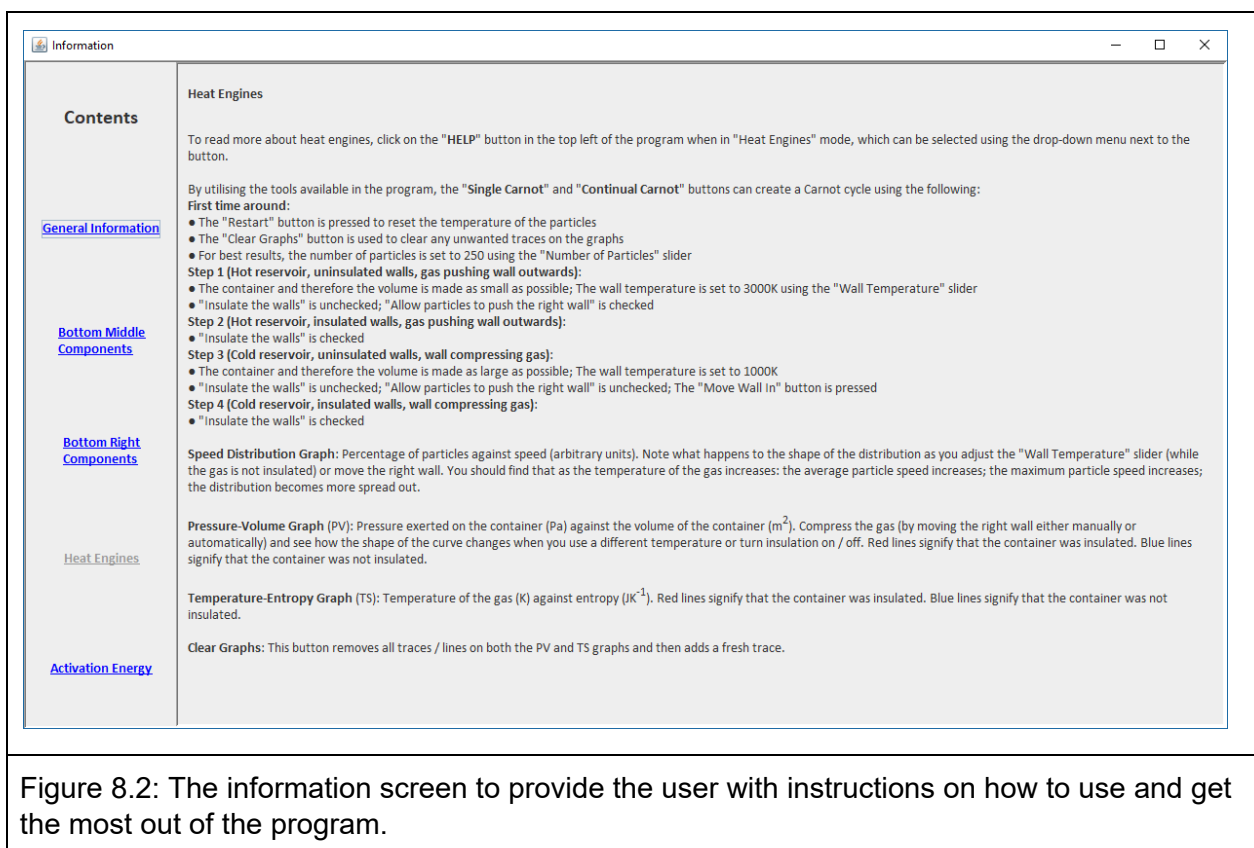 Information
Contents
General Information
Bottom Middle
Components
Bottom Right
Components
Heat Engines
Activation Energy
Heat Engines
To read more about heat engines, click on the "HELP" button in the top left of the program when in "Heat Engines" mode, which can be selected using the drop-down menu next to the
button.
By utilising the tools available in the program, the "Single Carnot" and "Continual Carnot" buttons can create a Carnot cycle using the following:
First time around:
● The "Restart" button is pressed to reset the temperature of the particles
● The "Clear Graphs" button is used to clear any unwanted traces on the graphs
● For best results, the number of particles is set to 250 using the "Number of Particles" slider
Step 1 (Hot reservoir, uninsulated walls, gas pushing wall outwards):
● The container and therefore the volume is made as small as possible; The wall temperature is set to 3000K using the "Wall Temperature" slider
● "Insulate the walls" is unchecked; "Allow particles to push the right wall" is checked
Step 2 (Hot reservoir, insulated walls, gas pushing wall outwards):
● "Insulate the walls" is checked
Step 3 (Cold reservoir, uninsulated walls, wall compressing gas):
● The container and therefore the volume is made as large as possible; The wall temperature is set to 1000K
● "Insulate the walls" is unchecked; "Allow particles to push the right wall" is unchecked; The "Move Wall In" button is pressed
Step 4 (Cold reservoir, insulated walls, wall compressing gas):
● "Insulate the walls" is checked
Speed Distribution Graph: Percentage of particles against speed (arbitrary units). Note what happens to the shape of the distribution as you adjust the "Wall Temperature" slider (while
the gas is not insulated) or move the right wall. You should find that as the temperature of the gas increases: the average particle speed increases; the maximum particle speed increases;
the distribution becomes more spread out.
Pressure-Volume Graph (PV): Pressure exerted on the container (Pa) against the volume of the container (m²). Compress the gas (by moving the right wall either manually or
automatically) and see how the shape of the curve changes when you use a different temperature or turn insulation on / off. Red lines signify that the container was insulated. Blue lines
signify that the container was not insulated.
Temperature-Entropy Graph (TS): Temperature of the gas (K) against entropy (JK⁻¹). Red lines signify that the container was insulated. Blue lines signify that the container was not
insulated.
Clear Graphs: This button removes all traces / lines on both the PV and TS graphs and then adds a fresh trace.
Figure 8.2: The information screen to provide the user with instructions on how to use and get
the most out of the program.